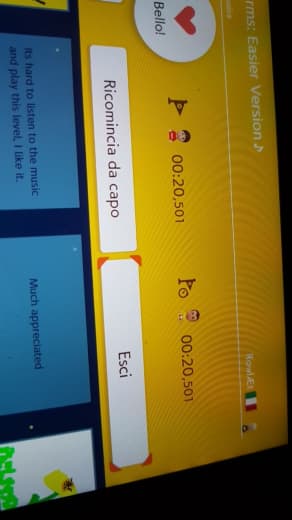 rms: Easier Version♪
Bello!
00:20,501
00:20,501
Ricomincia da capo
Esci
Its hard to listen to the music
and play this level, I like it.
Much appreciated